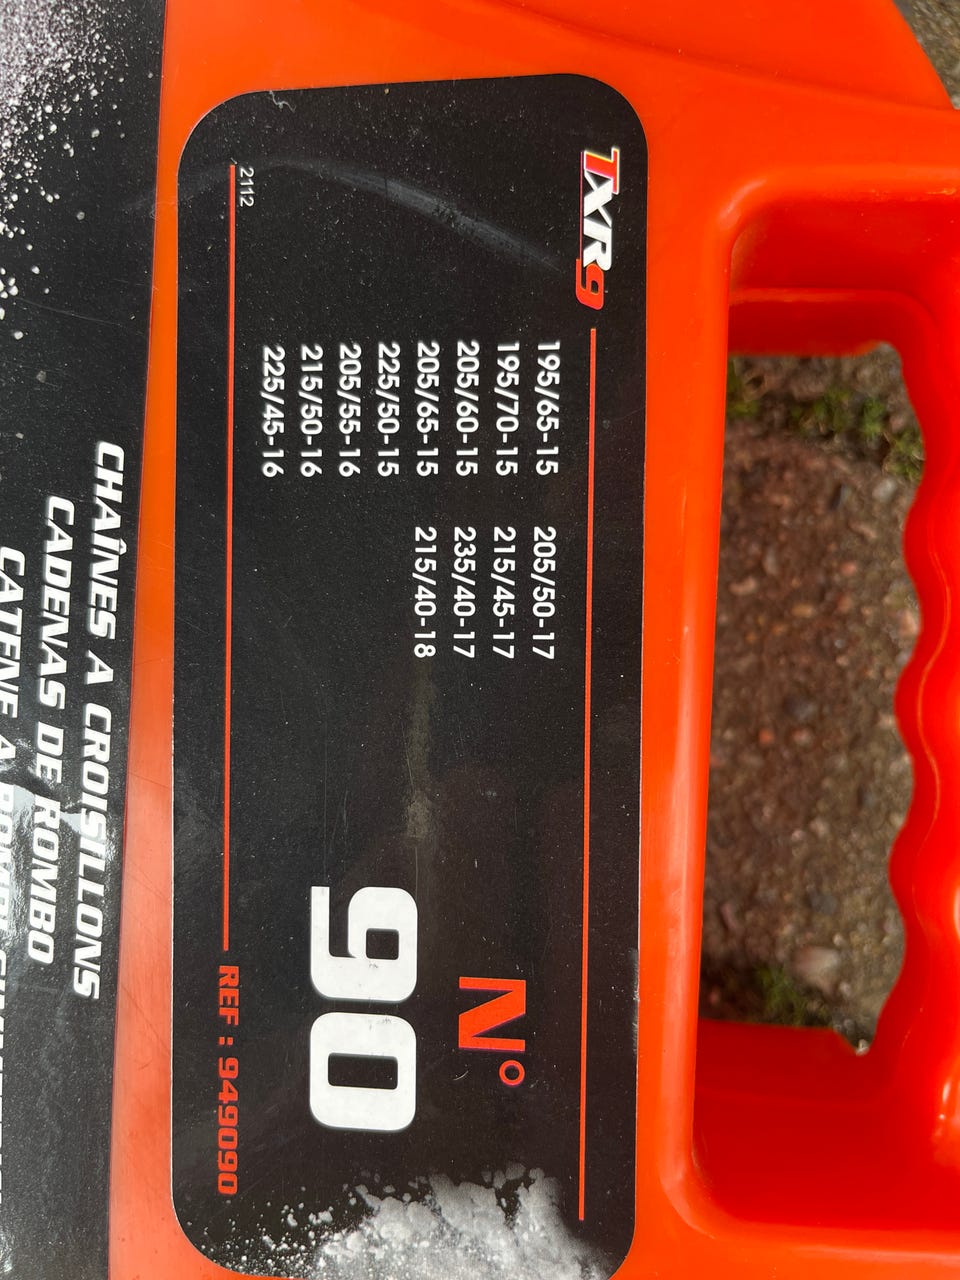 TXR9
195/65-15
195/70-15
205/60-15
205/65-15
225/50-15
205/55-16
215/50-16
225/45-16
205/50-17
215/45-17
235/40-17
215/40-18
N°
90
2112
REF : 949090
CHAÎNES A CROISILLONS
CADENAS DE ROMBO
CATENE A